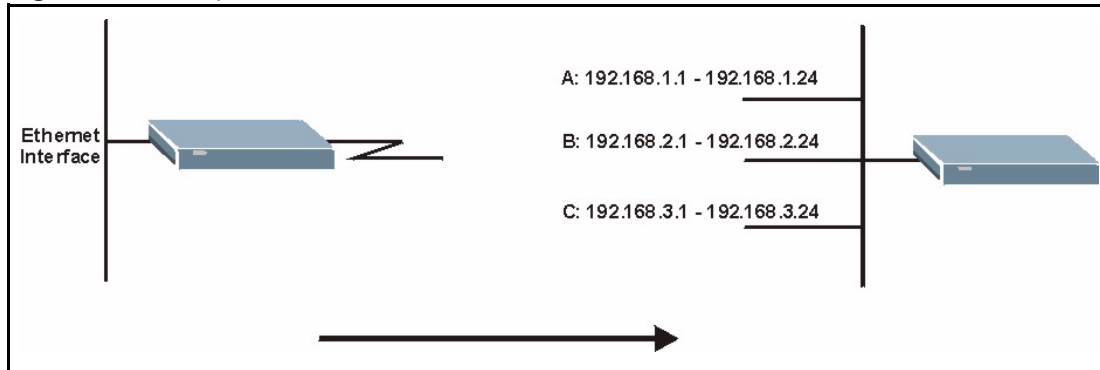 Ethernet
Interface
A: 192.168.1.1 - 192.168.1.24
B: 192.168.2.1 - 192.168.2.24
C: 192.168.3.1 - 192.168.3.24